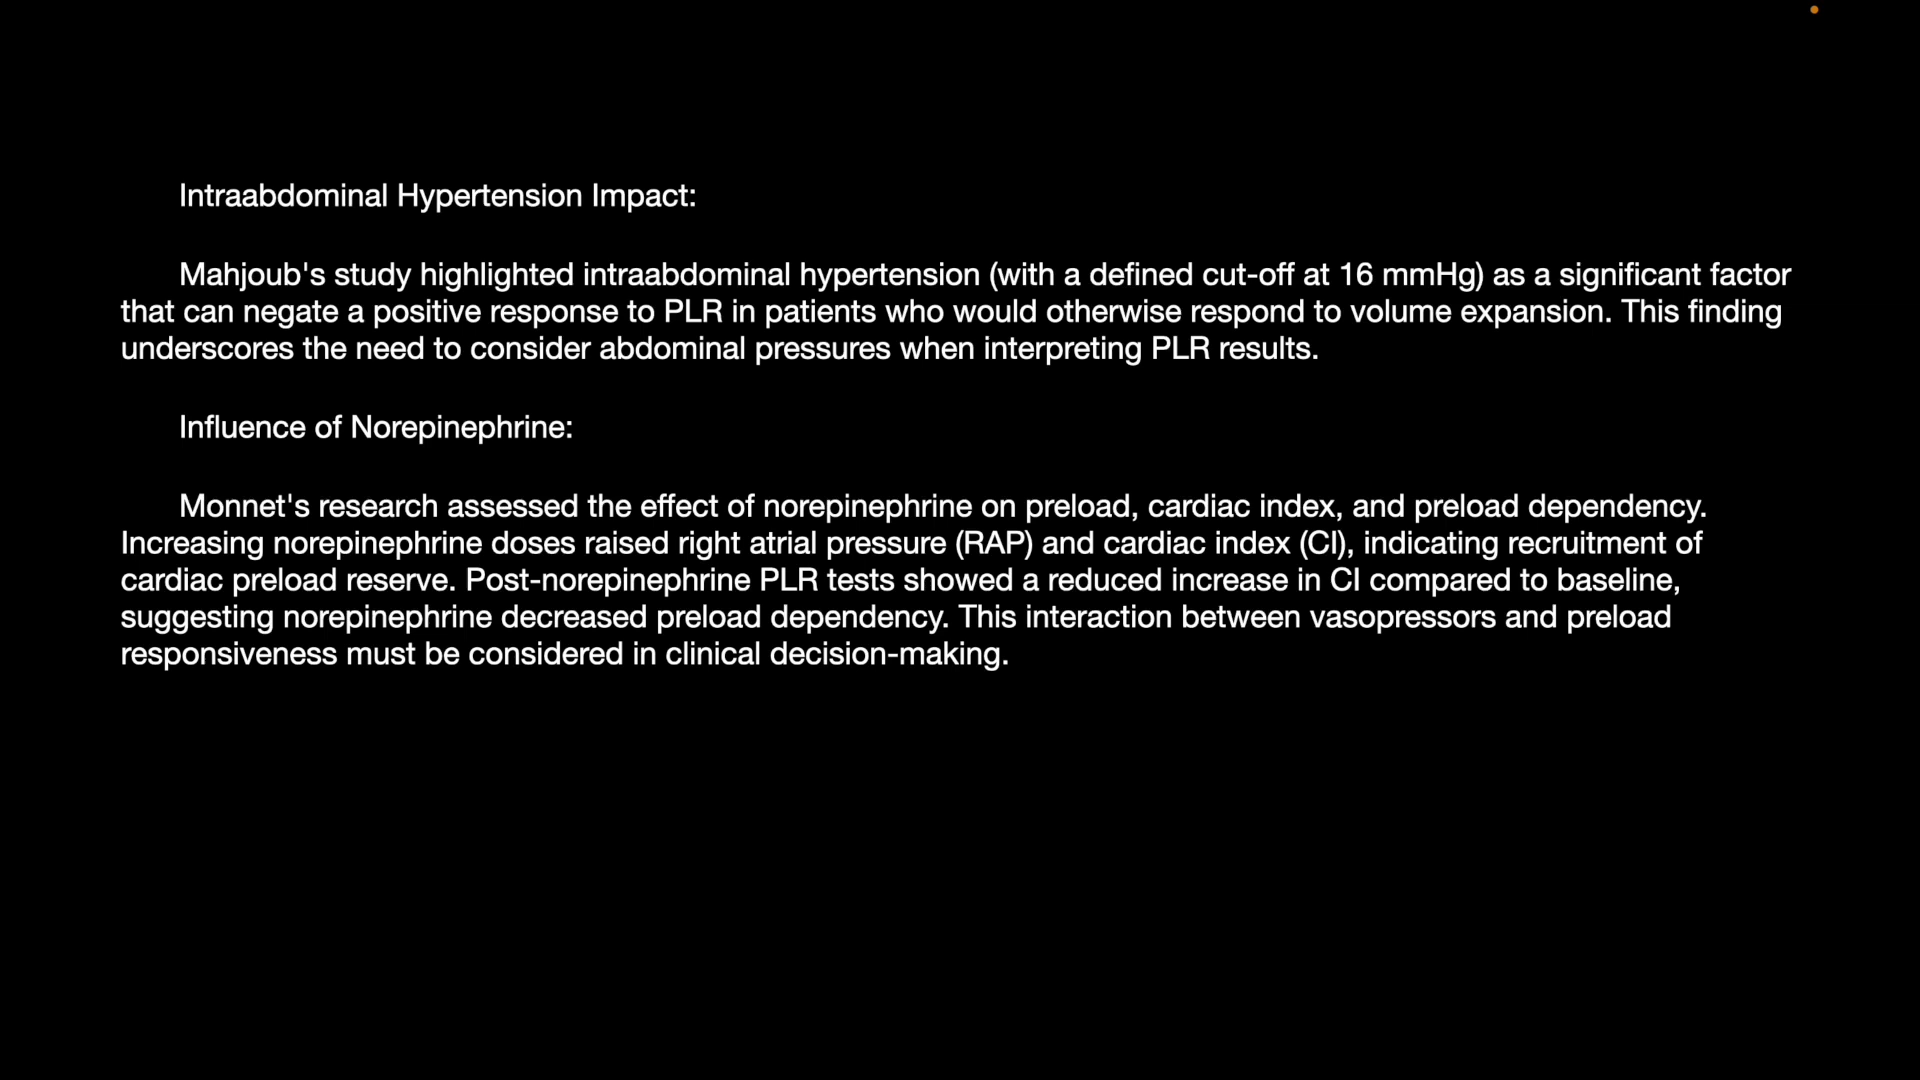 Intraabdominal Hypertension Impact:
Mahjoub's study highlighted intraabdominal hypertension (with a defined cut-off at 16 mmHg) as a significant factor
that can negate a positive response to PLR in patients who would otherwise respond to volume expansion. This finding
underscores the need to consider abdominal pressures when interpreting PLR results.
Influence of Norepinephrine:
Monnet's research assessed the effect of norepinephrine on preload, cardiac index, and preload dependency.
Increasing norepinephrine doses raised right atrial pressure (RAP) and cardiac index (CI), indicating recruitment of
cardiac preload reserve. Post-norepinephrine PLR tests showed a reduced increase in CI compared to baseline,
suggesting norepinephrine decreased preload dependency. This interaction between vasopressors and preload
responsiveness must be considered in clinical decision-making.